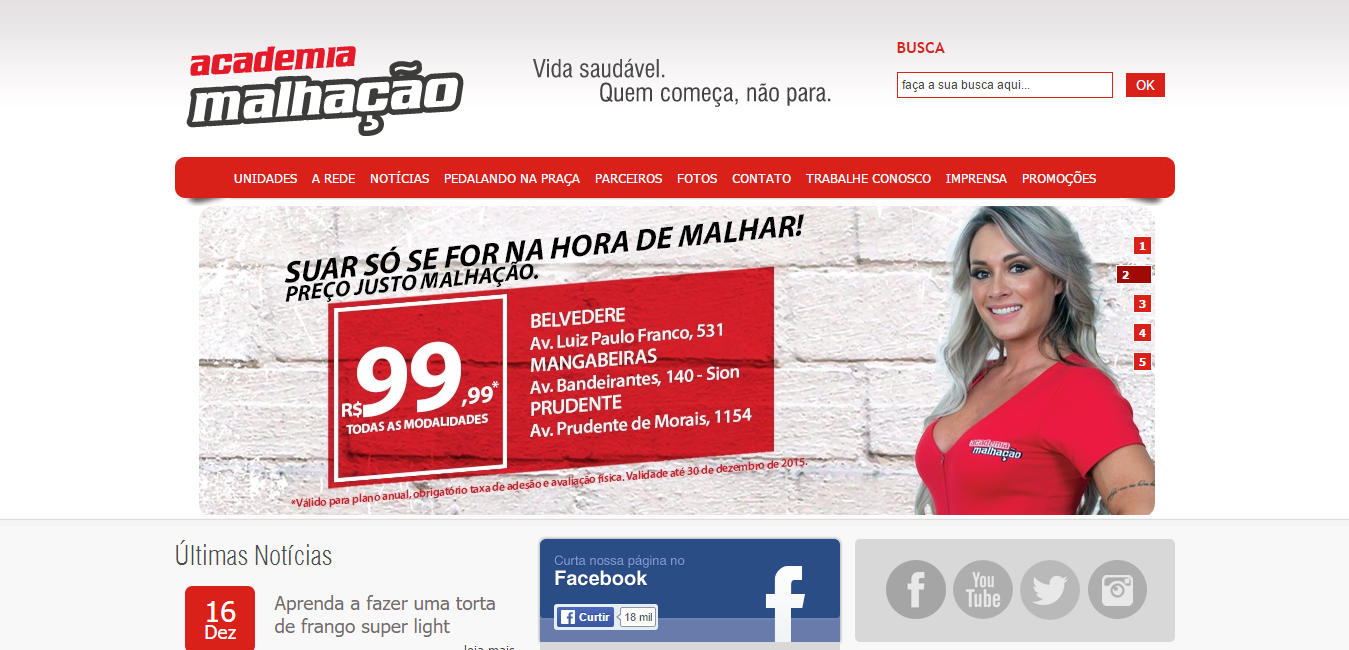 academia
malhação
Vida saudável.
Quem começa, não para.
BUSCA
faça a sua busca aqui...
OK
UNIDADES A REDE NOTÍCIAS PEDALANDO NA PRAÇA PARCEIROS FOTOS CONTATO TRABALHE CONOSCO IMPRENSA PROMOÇÕES
SUAR SÓ SE FOR NA HORA DE MALHAR!
PREÇO JUSTO MALHAÇÃO.
R$99,99*
TODAS AS MODALIDADES
BELVEDERE
Av. Luiz Paulo Franco, 531
MANGABEIRAS
Av. Bandeirantes, 140 - Sion
PRUDENTE
Av. Prudente de Morais, 1154
*Válido para plano anual, obrigatório taxa de adesão e avaliação física. Validade até 30 de dezembro de 2015.
academia
malhação
1
2
3
4
5
Últimas Notícias
16
Dez
Aprenda a fazer uma torta
de frango super light
leia mais
Curta nossa página no
Facebook
Curtir 18 mil
You
Tube